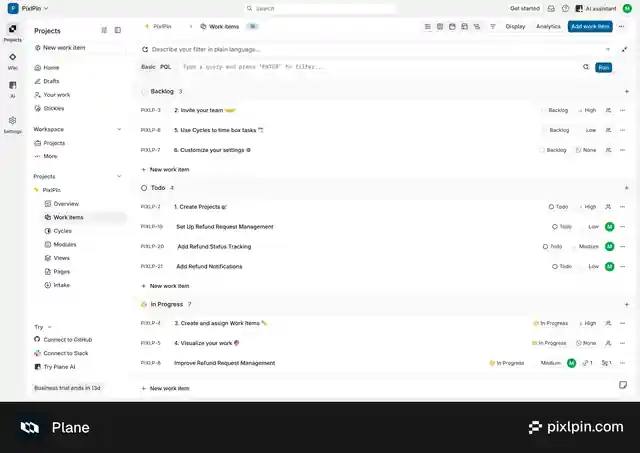 PixlPin
Search
Get started
AI assistant
M
Projects
Wiki
AI
Settings
Projects
New work item
Home
Drafts
Your work
Stickies
Workspace
Projects
More
Projects
PixlPin
Overview
Work items
Cycles
Modules
Views
Pages
Intake
Try
Connect to GitHub
Connect to Slack
Try Plane AI
Business trial ends in 13d
PixlPin
Work items
Display
Analytics
Add work item
Describe your filter in plain language...
Basic PQL Type a query and press "ENTER" to filter...
Run
Backlog 3
PIXLP-3 2. Invite your team Backlog High
PIXLP-6 5. Use Cycles to time box tasks Backlog Low
PIXLP-7 6. Customize your settings Backlog None
New work item
Todo 4
PIXLP-2 1. Create Projects Todo High
PIXLP-19 Set Up Refund Request Management Todo Low M
PIXLP-20 Add Refund Status Tracking Todo Medium M
PIXLP-21 Add Refund Notifications Todo Low M
New work item
In Progress 7
PIXLP-4 3. Create and assign Work Items In Progress High
PIXLP-5 4. Visualize your work In Progress None
Improve Refund Request Management In Progress Medium M 1 1
New work item
Plane
pixlpin.com